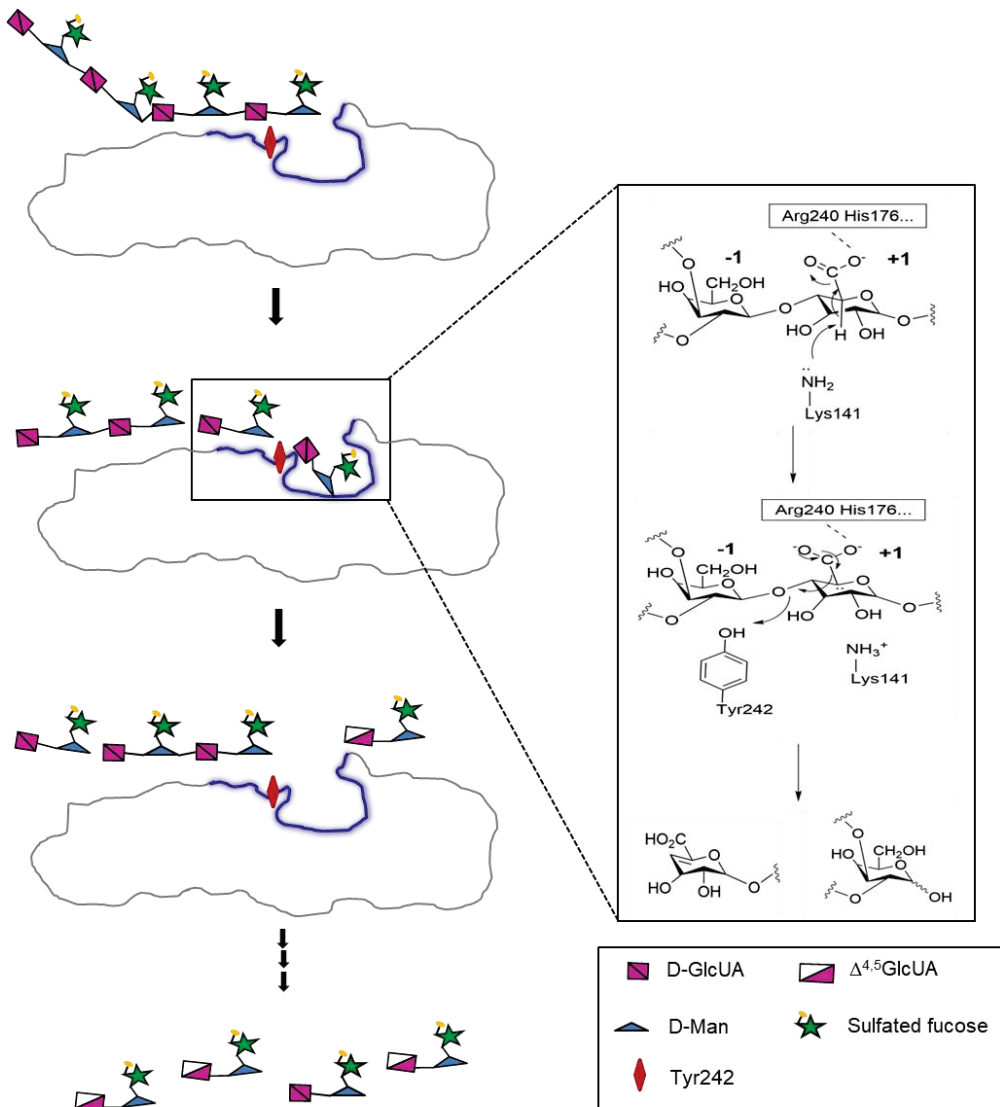 Arg240 His176...
-1
O
O-
+1
C
O
CH2OH
HO
O
O
O
O
HO
H
OH
O
O
..
NH2
Lys141
Arg240 His176...
-1
-O
O-
+1
C
O
CH2OH
HO
O
O
O
O
HO
OH
O
O
OH
NH3+
Lys141
Tyr242
HO2C
O
HO
OH
O
O
HO
CH2OH
O
O
OH
D-GlcUA
Δ4,5GlcUA
D-Man
Sulfated fucose
Tyr242